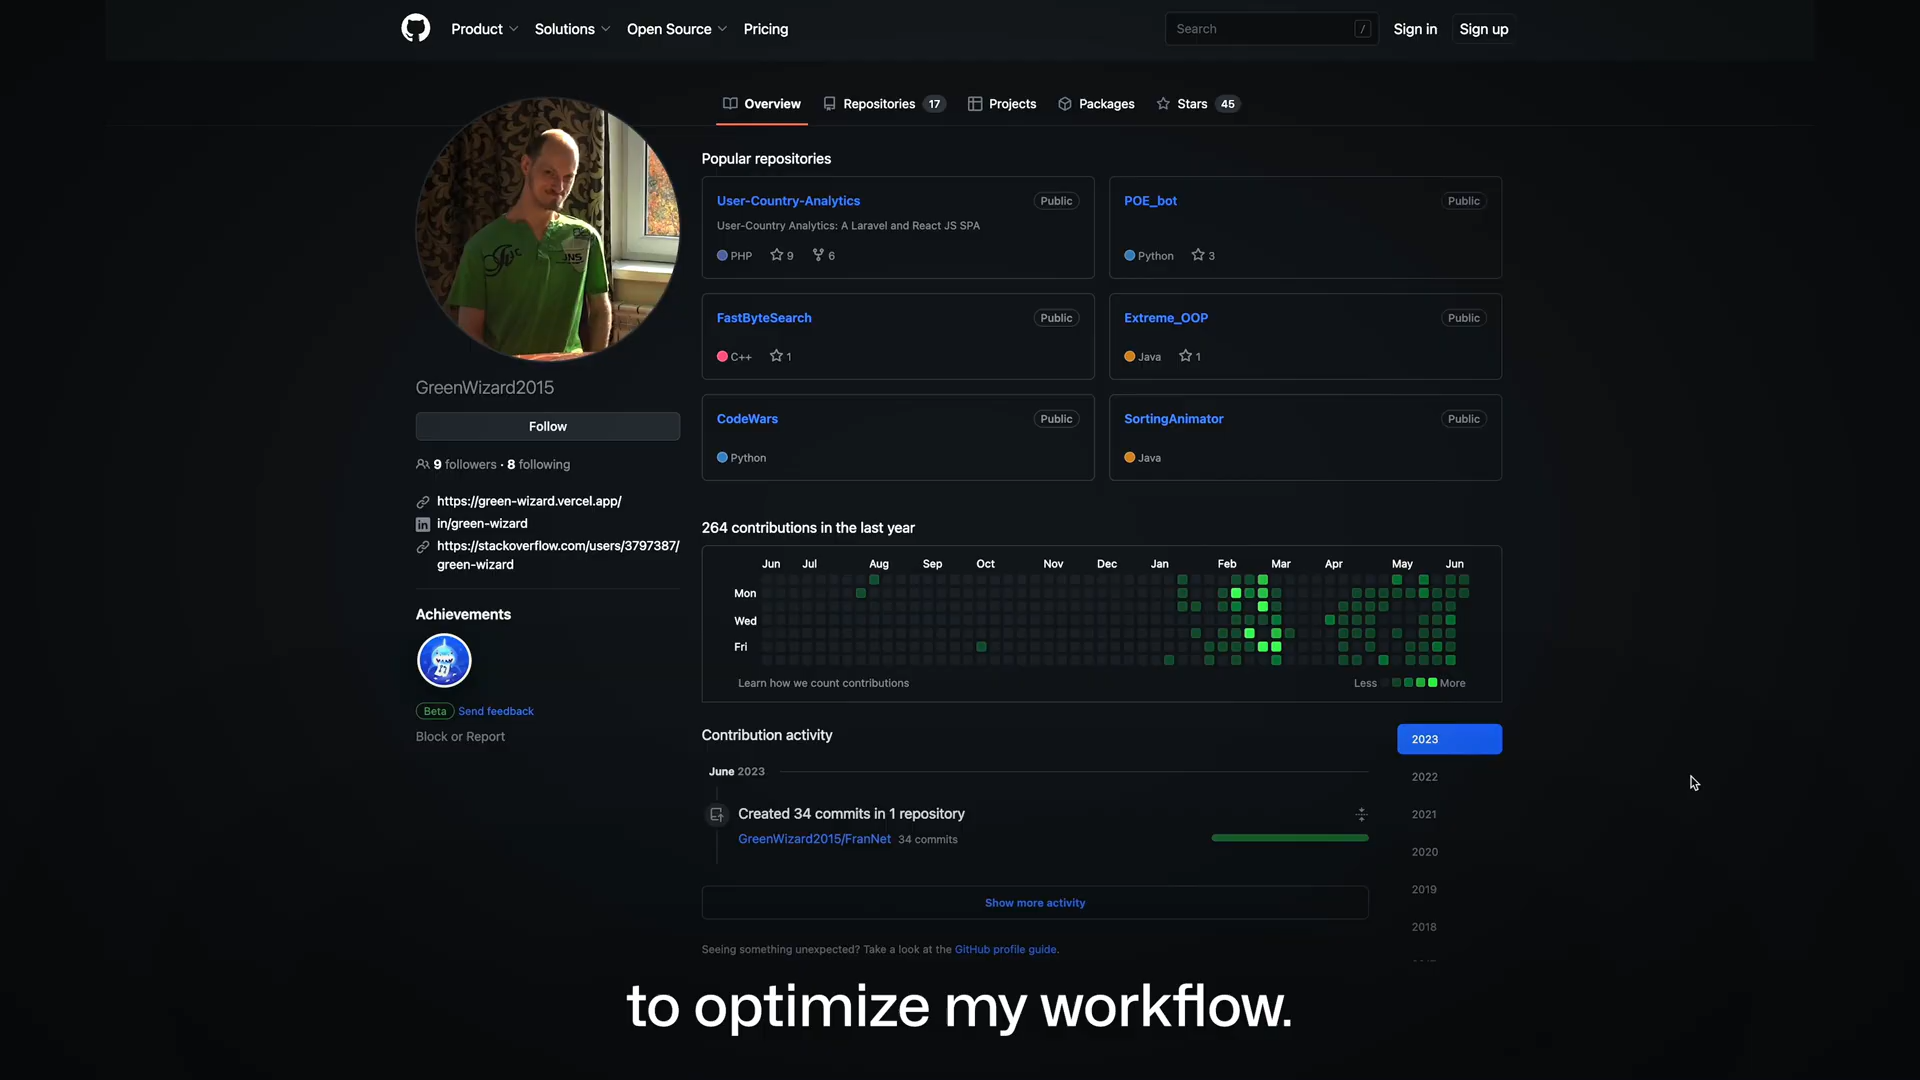 Product Solutions Open Source Pricing Search / Sign in Sign up
Overview Repositories 17 Projects Packages Stars 45
Popular repositories
User-Country-Analytics Public
User-Country Analytics: A Laravel and React JS SPA
PHP 9 6
POE_bot Public
Python 3
FastByteSearch Public
C++ 1
Extreme_OOP Public
Java 1
CodeWars Public
Python
SortingAnimator Public
Java
GreenWizard2015
Follow
9 followers · 8 following
https://green-wizard.vercel.app/
in/green-wizard
https://stackoverflow.com/users/3797387/
green-wizard
Achievements
Beta Send feedback
Block or Report
264 contributions in the last year
Jun Jul Aug Sep Oct Nov Dec Jan Feb Mar Apr May Jun
Mon
Wed
Fri
Learn how we count contributions Less More
Contribution activity
June 2023
Created 34 commits in 1 repository
GreenWizard2015/FranNet 34 commits
Show more activity
Seeing something unexpected? Take a look at the GitHub profile guide.
2023
2022
2021
2020
2019
2018
to optimize my workflow.